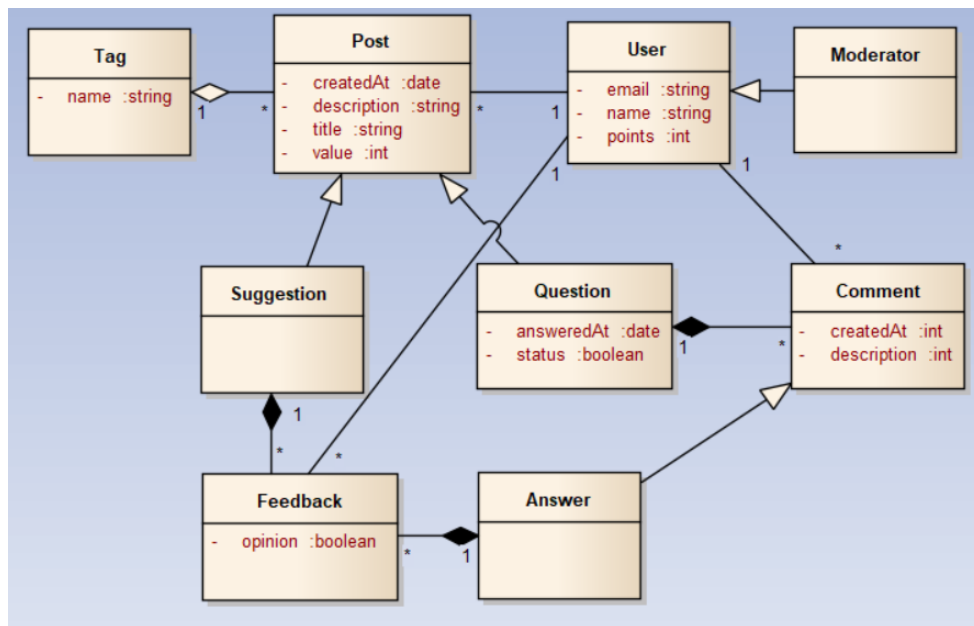 Tag
- name :string
1
*
Post
- createdAt :date
- description :string
- title :string
- value :int
*
1
User
- email :string
- name :string
- points :int
Moderator
1
1
*
Suggestion
1
*
Question
- answeredAt :date
- status :boolean
1
*
Comment
- createdAt :int
- description :int
*
Feedback
- opinion :boolean
*
1
Answer